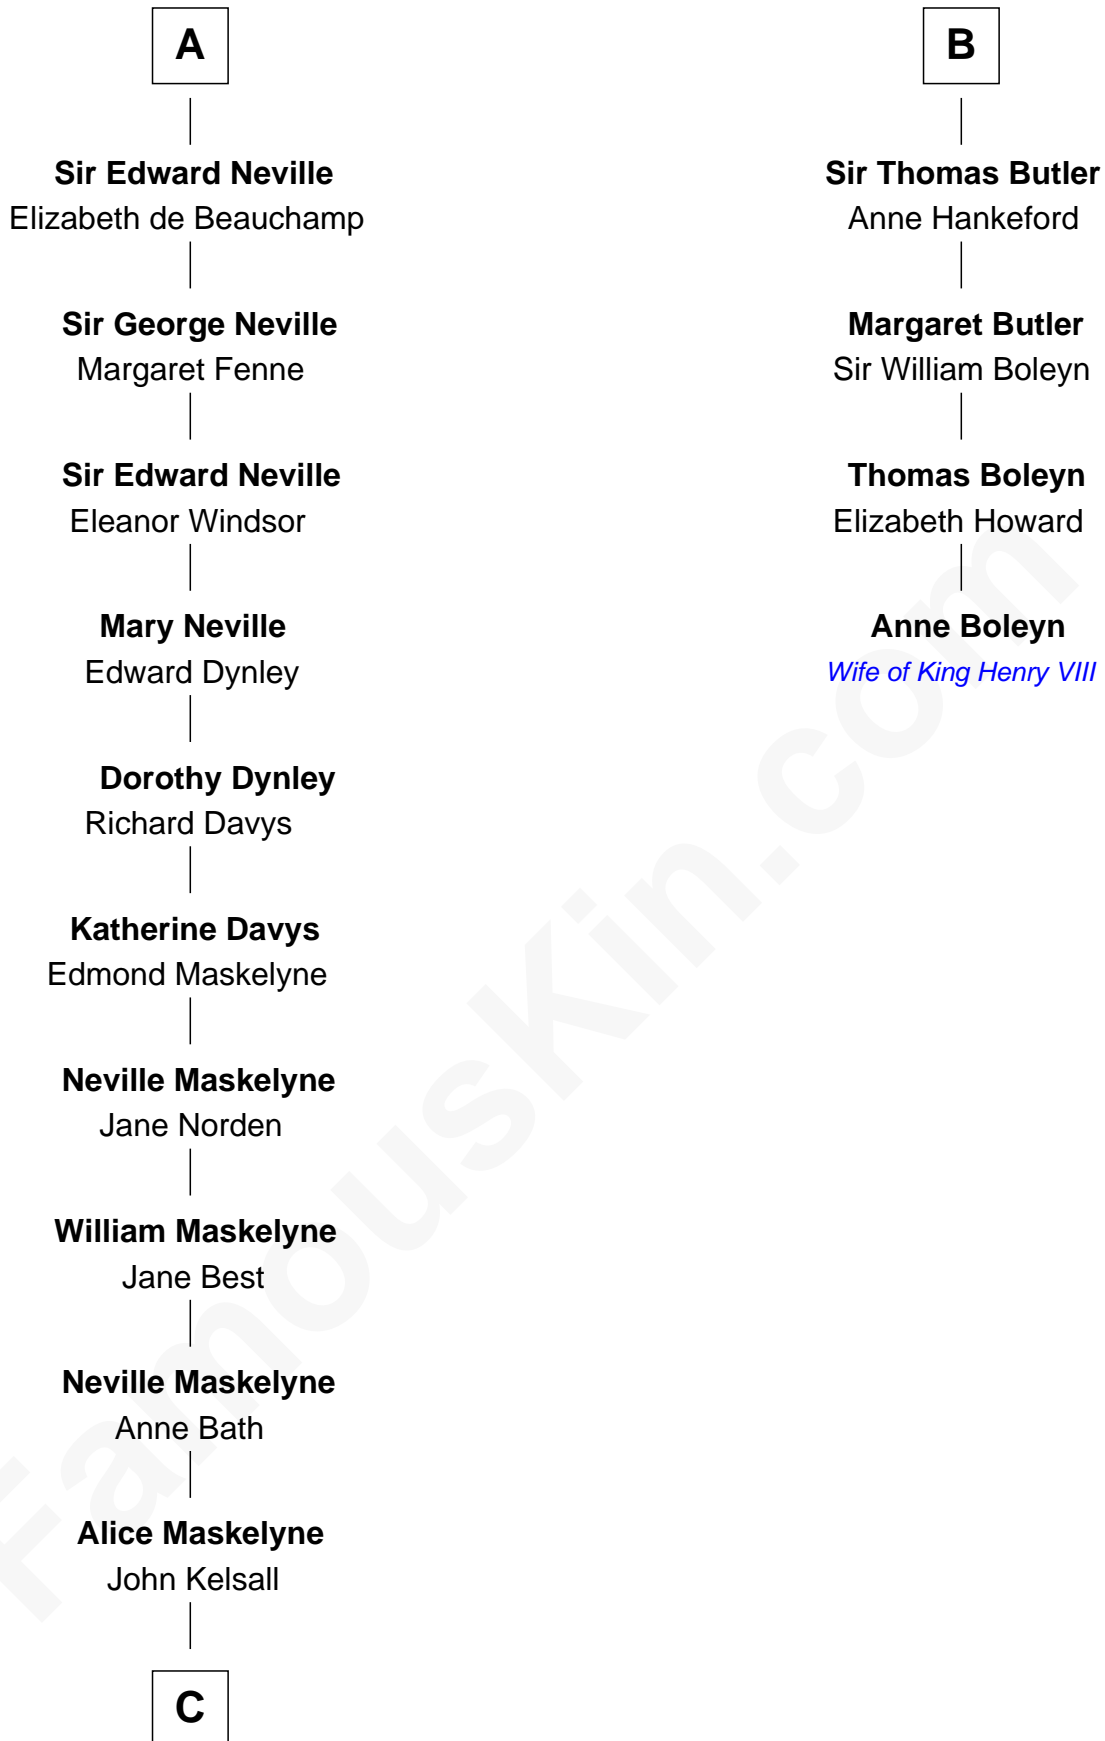 A
Sir Edward Neville
Elizabeth de Beauchamp
Sir George Neville
Margaret Fenne
Sir Edward Neville
Eleanor Windsor
Mary Neville
Edward Dynley
Dorothy Dynley
Richard Davys
Katherine Davys
Edmond Maskelyne
Neville Maskelyne
Jane Norden
William Maskelyne
Jane Best
Neville Maskelyne
Anne Bath
Alice Maskelyne
John Kelsall
C
B
Sir Thomas Butler
Anne Hankeford
Margaret Butler
Sir William Boleyn
Thomas Boleyn
Elizabeth Howard
Anne Boleyn
Wife of King Henry VIII
FamousKin.com